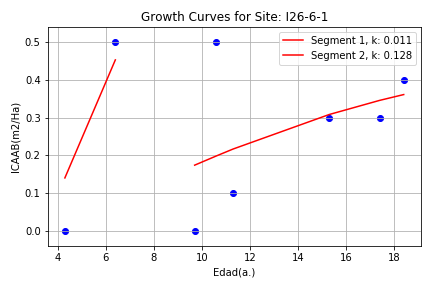 Growth Curves for Site: I26-6-1
Segment 1, k: 0.011
Segment 2, k: 0.128
ICAAB(m2/Ha)
0.5
0.4
0.3
0.2
0.1
0.0
4 6 8 10 12 14 16 18
Edad(a.)